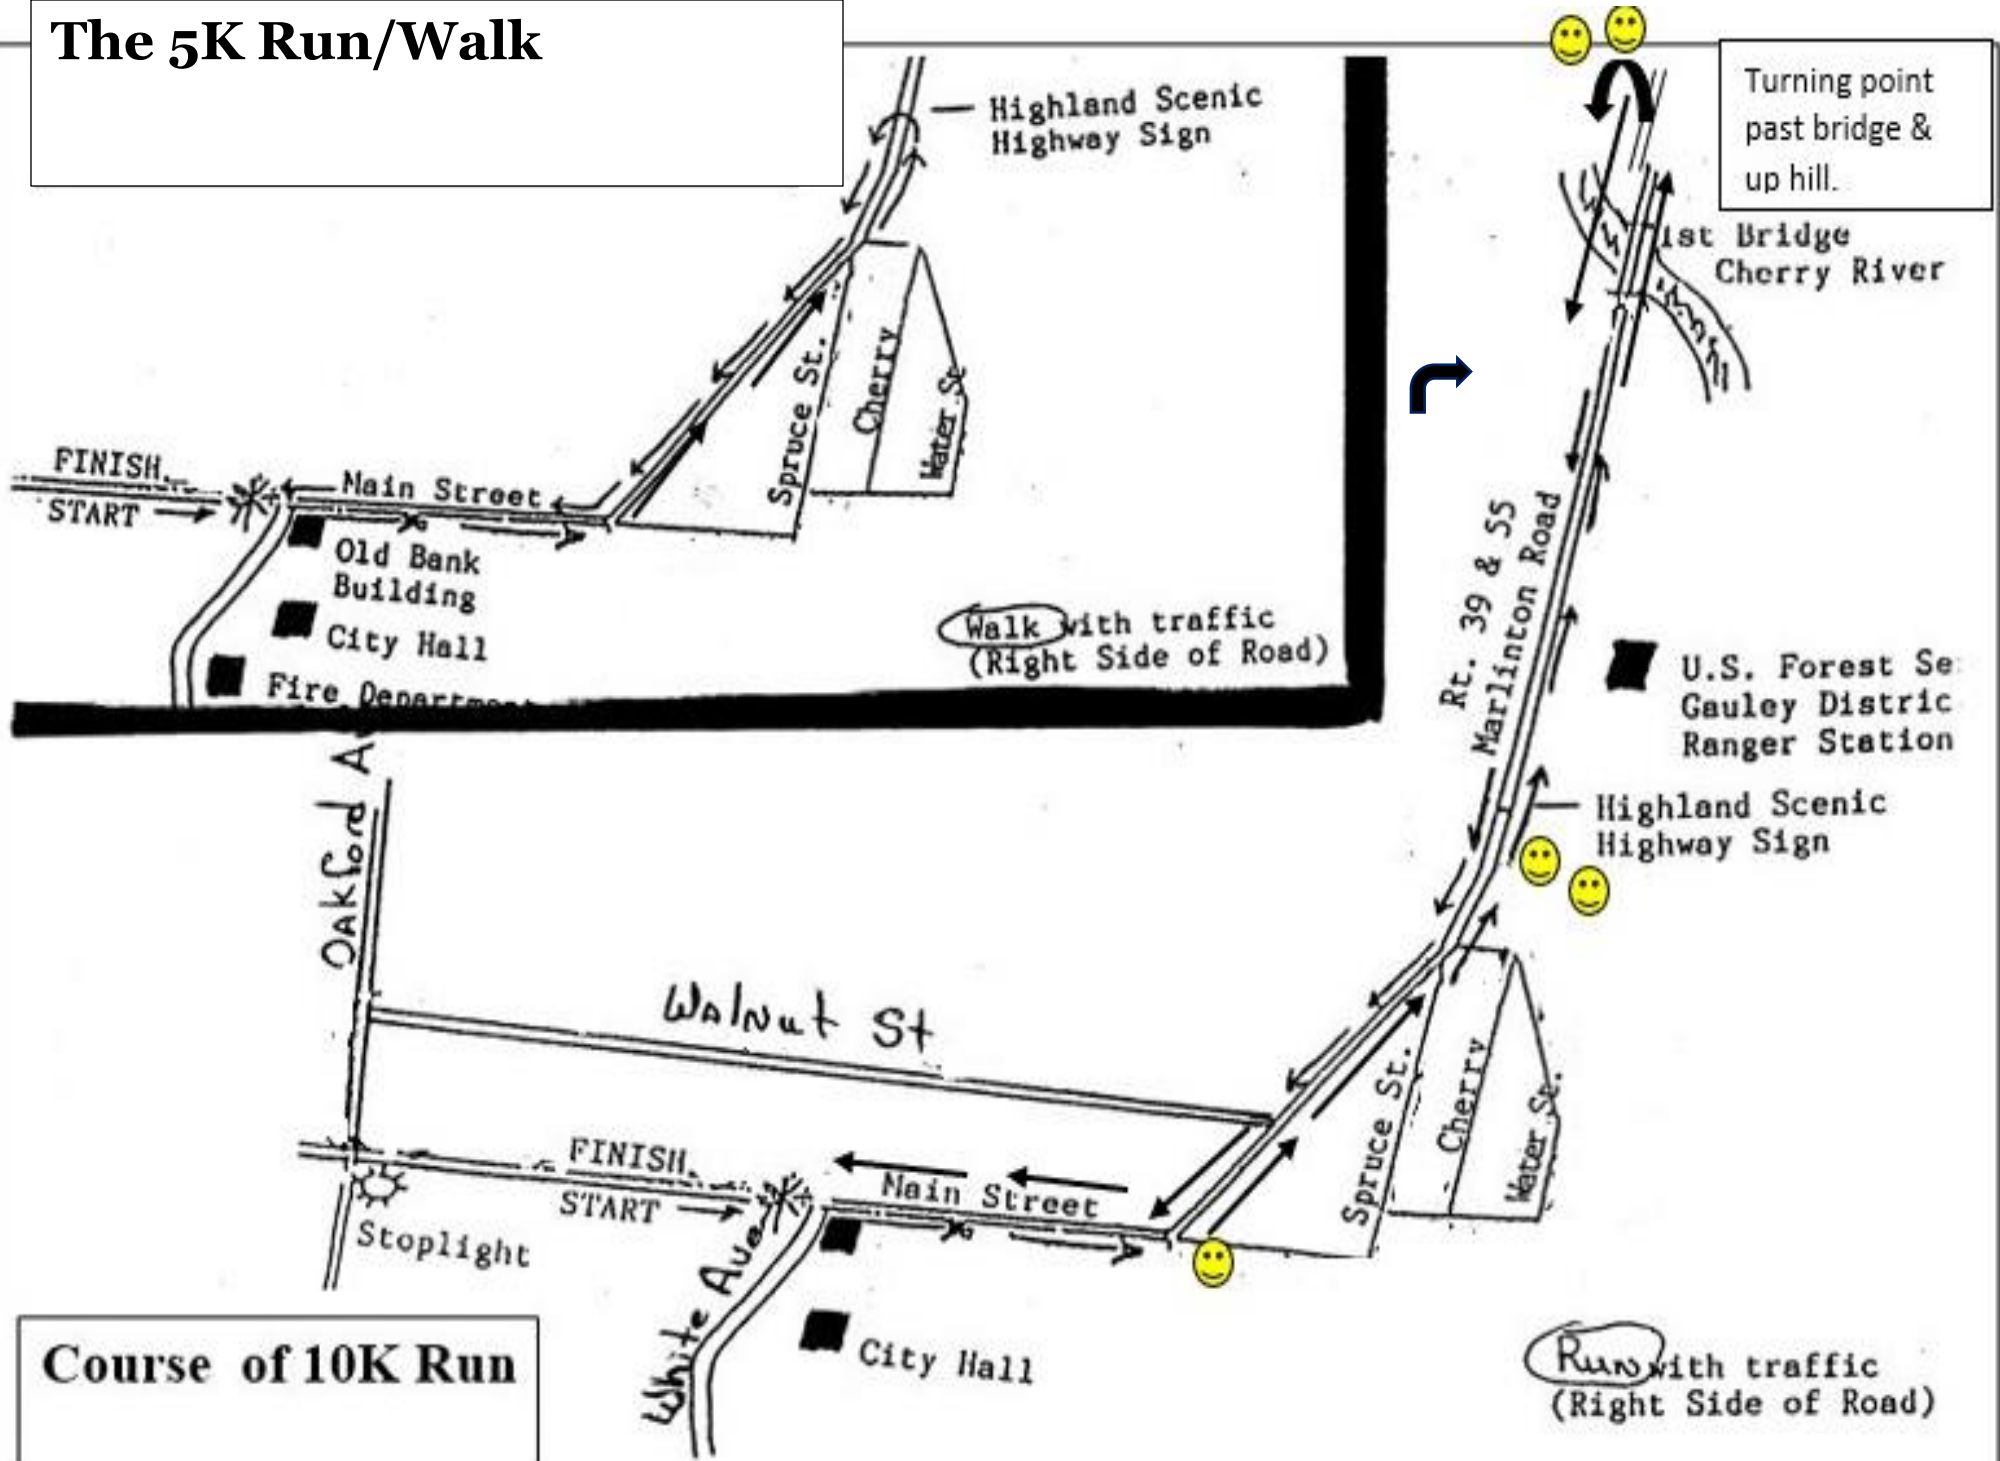 The 5K Run/Walk
Highland Scenic
Highway Sign
Turning point
past bridge &
up hill.
1st Bridge
Cherry River
Spruce St.
Cherry
Water St
FINISH
START
Main Street
Old Bank
Building
City Hall
Fire Department
Walk with traffic
(Right Side of Road)
Rt. 39 & 55
Marlinton Road
U.S. Forest Se
Gauley Distric
Ranger Station
Highland Scenic
Highway Sign
Oakford A
Walnut St
FINISH
START
Main Street
Stoplight
White Ave
City Hall
Spruce St.
Cherry
Water St.
Course of 10K Run
Run with traffic
(Right Side of Road)